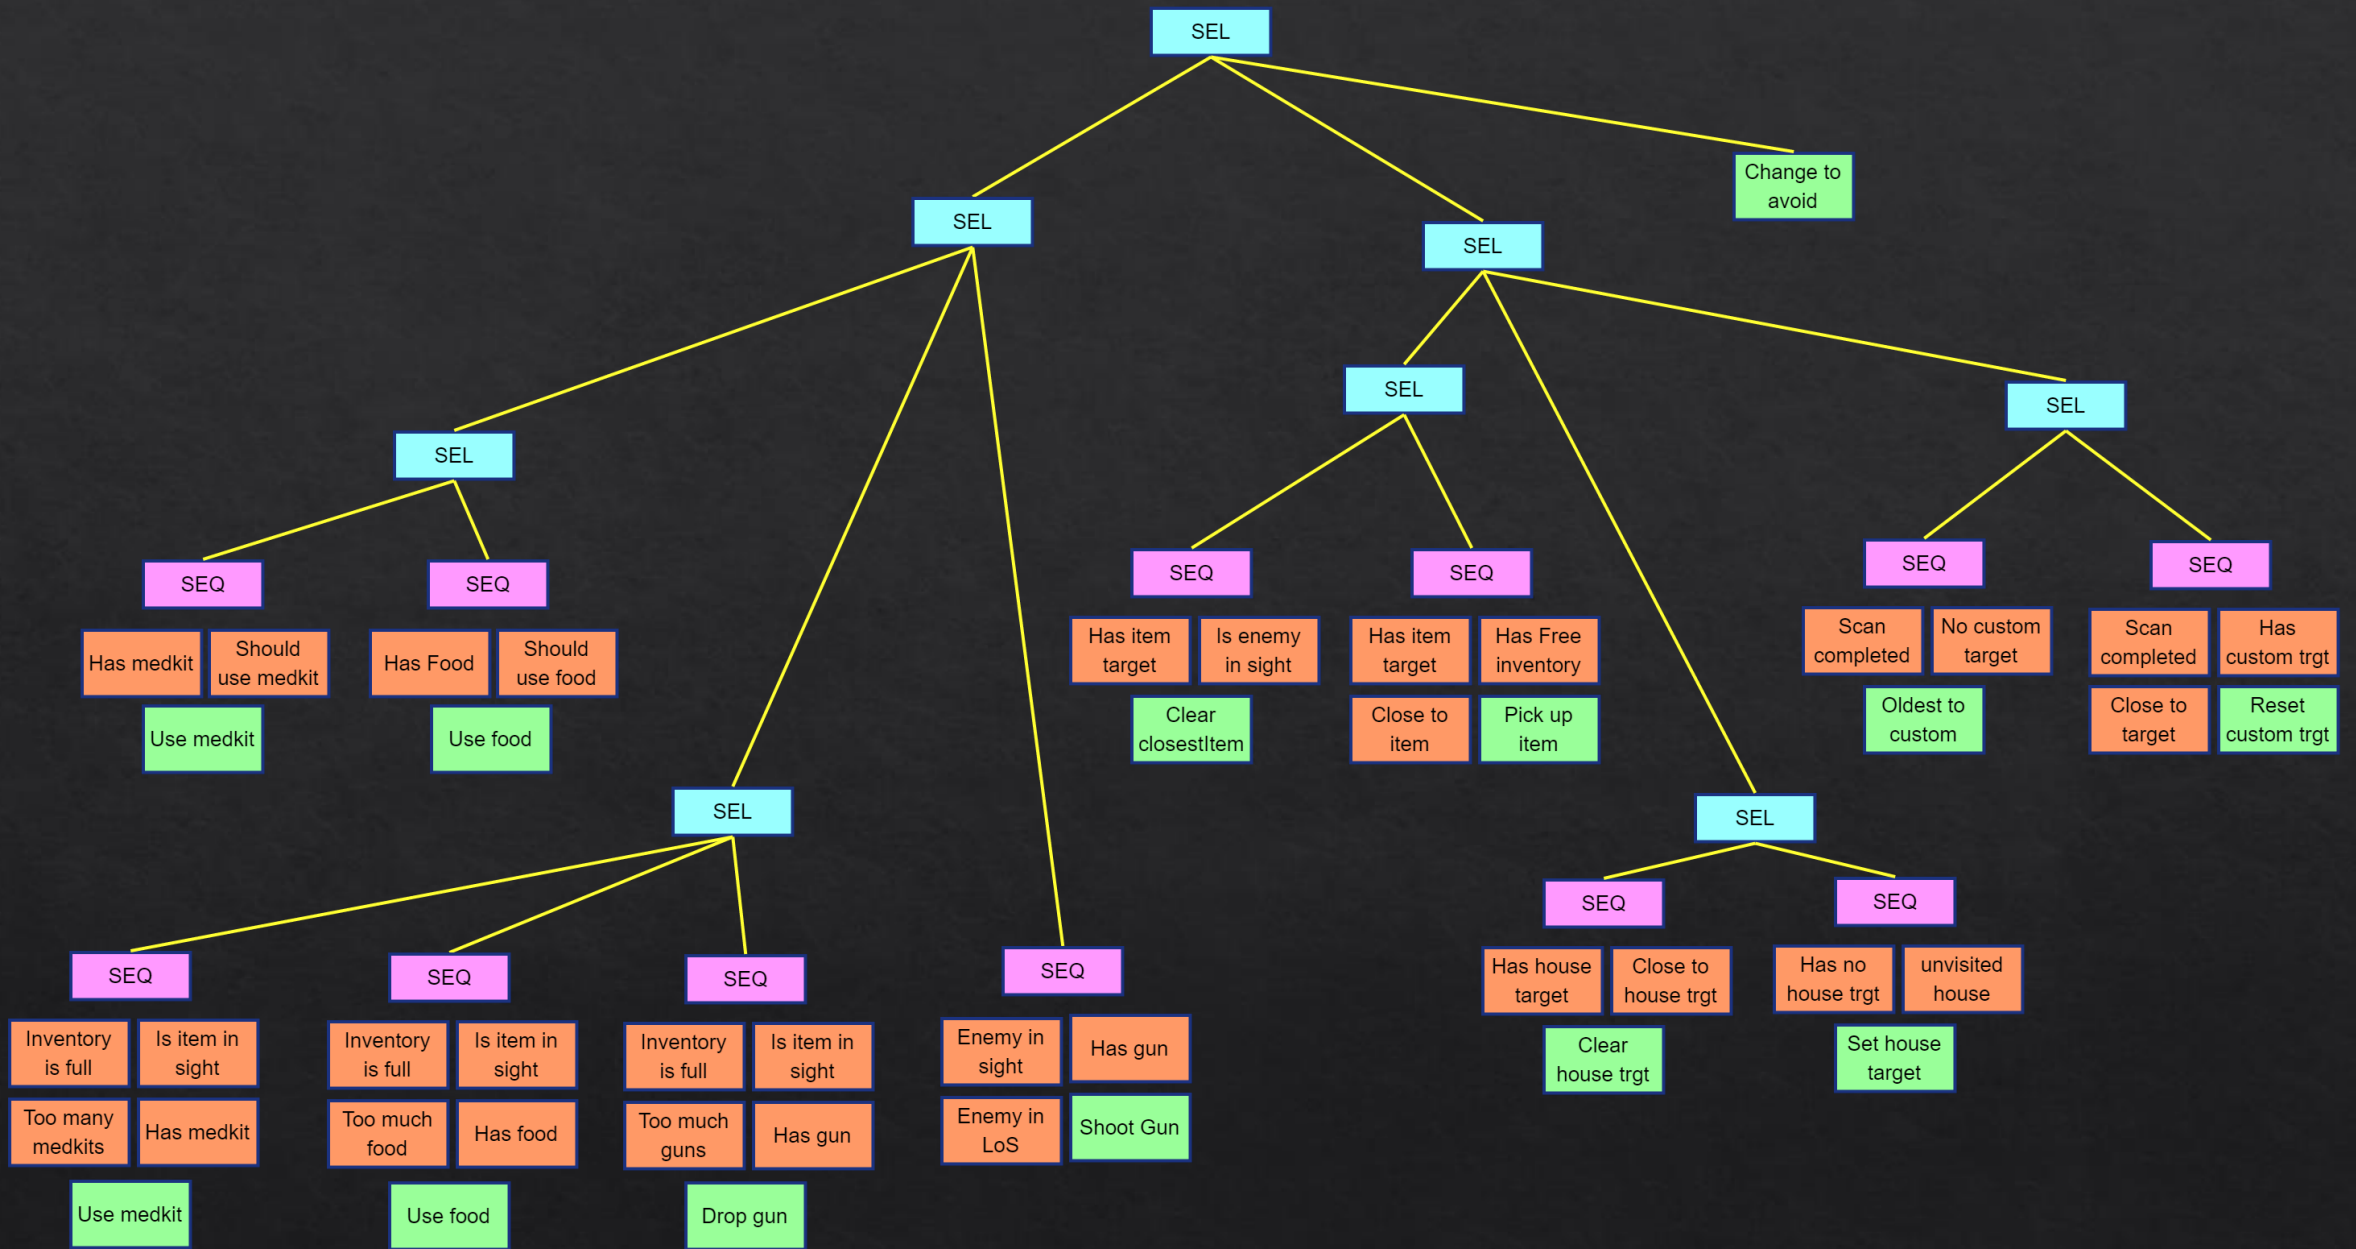 SEL
Change to
avoid
SEL
SEL
SEL
SEL
SEL
SEQ
SEQ
Has medkit
Should
use medkit
Use medkit
Has Food
Should
use food
Use food
SEQ
SEQ
Has item
target
Is enemy
in sight
Clear
closestItem
Has item
target
Has Free
inventory
Close to
item
Pick up
item
SEQ
SEQ
Scan
completed
No custom
target
Oldest to
custom
Scan
completed
Has
custom trgt
Close to
target
Reset
custom trgt
SEL
SEL
SEQ
SEQ
SEQ
SEQ
Inventory
is full
Is item in
sight
Too many
medkits
Has medkit
Use medkit
Inventory
is full
Is item in
sight
Too much
food
Has food
Use food
Inventory
is full
Is item in
sight
Too much
guns
Has gun
Drop gun
Enemy in
sight
Has gun
Enemy in
LoS
Shoot Gun
SEQ
SEQ
Has house
target
Close to
house trgt
Clear
house trgt
Has no
house trgt
unvisited
house
Set house
target